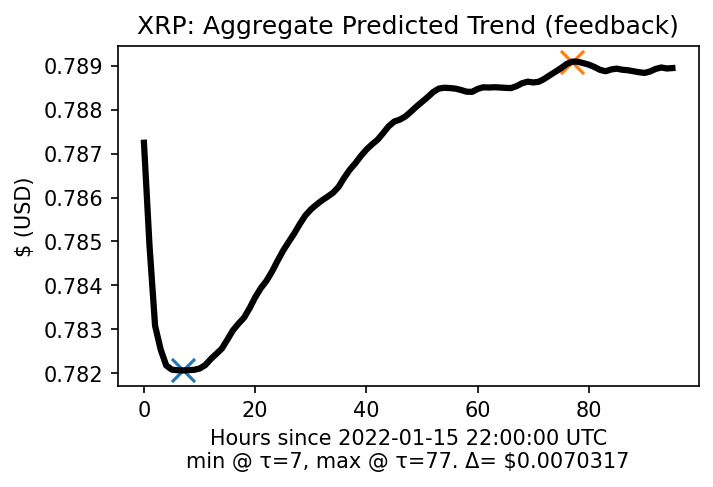 XRP: Aggregate Predicted Trend (feedback)
0.789
0.788
0.787
0.786
0.785
0.784
0.783
0.782
$ (USD)
0 20 40 60 80
Hours since 2022-01-15 22:00:00 UTC
min @ τ=7, max @ τ=77. Δ= $0.0070317